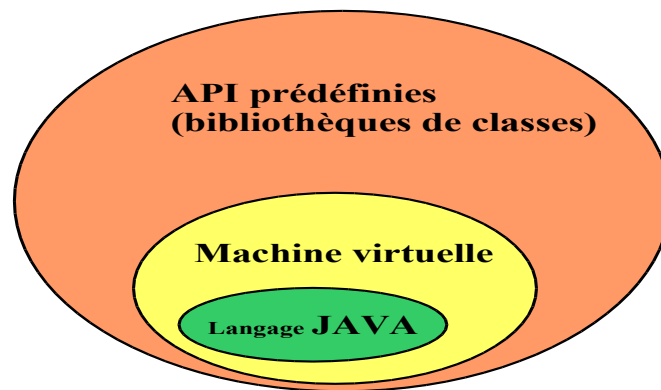 API prédéfinies
(bibliothèques de classes)
Machine virtuelle
Langage JAVA